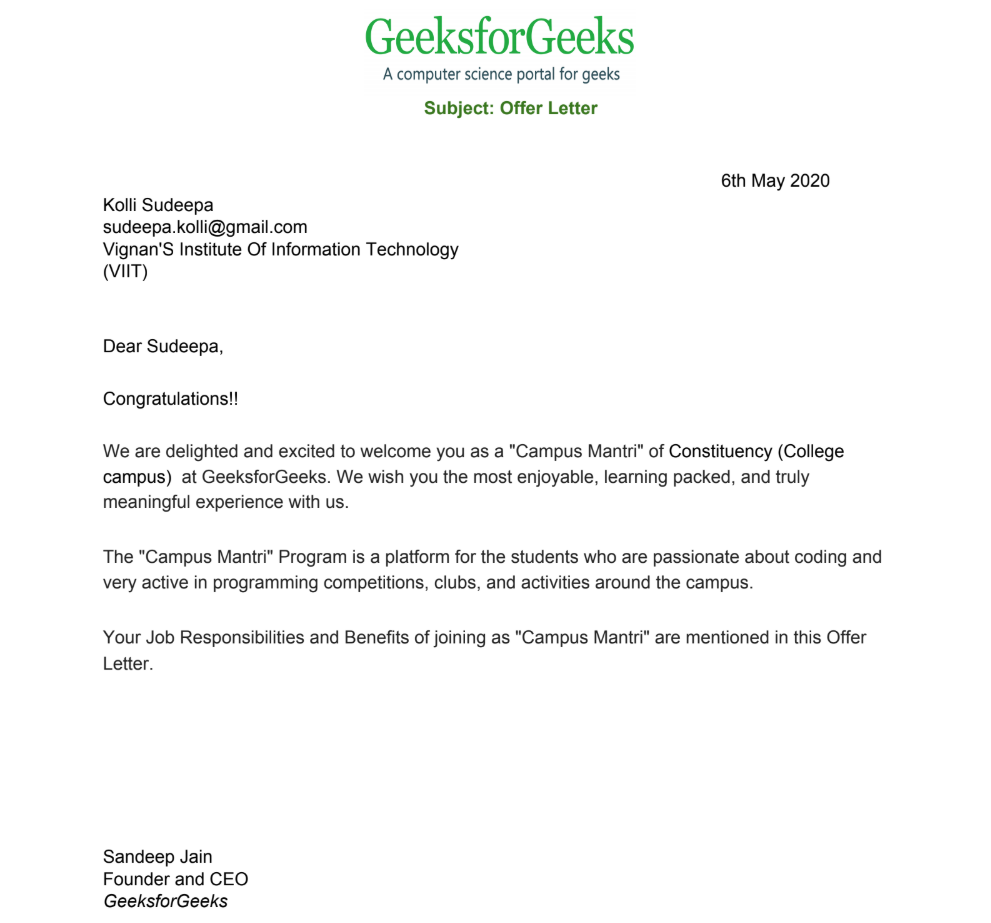 GeeksforGeeks
A computer science portal for geeks
Subject: Offer Letter
6th May 2020
Kolli Sudeepa
sudeepa.kolli@gmail.com
Vignan'S Institute Of Information Technology
(VIIT)
Dear Sudeepa,
Congratulations!!
We are delighted and excited to welcome you as a "Campus Mantri" of Constituency (College
campus)  at GeeksforGeeks. We wish you the most enjoyable, learning packed, and truly
meaningful experience with us.
The "Campus Mantri" Program is a platform for the students who are passionate about coding and
very active in programming competitions, clubs, and activities around the campus.
Your Job Responsibilities and Benefits of joining as "Campus Mantri" are mentioned in this Offer
Letter.
Sandeep Jain
Founder and CEO
GeeksforGeeks